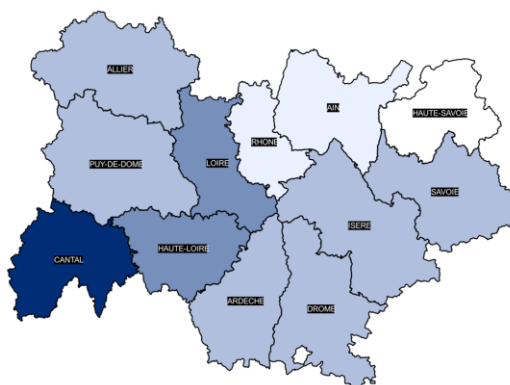 ALLIER
AIN
HAUTE-SAVOIE
RHONE
LOIRE
PUY-DE-DOME
SAVOIE
ISERE
HAUTE-LOIRE
CANTAL
ARDECHE
DROME